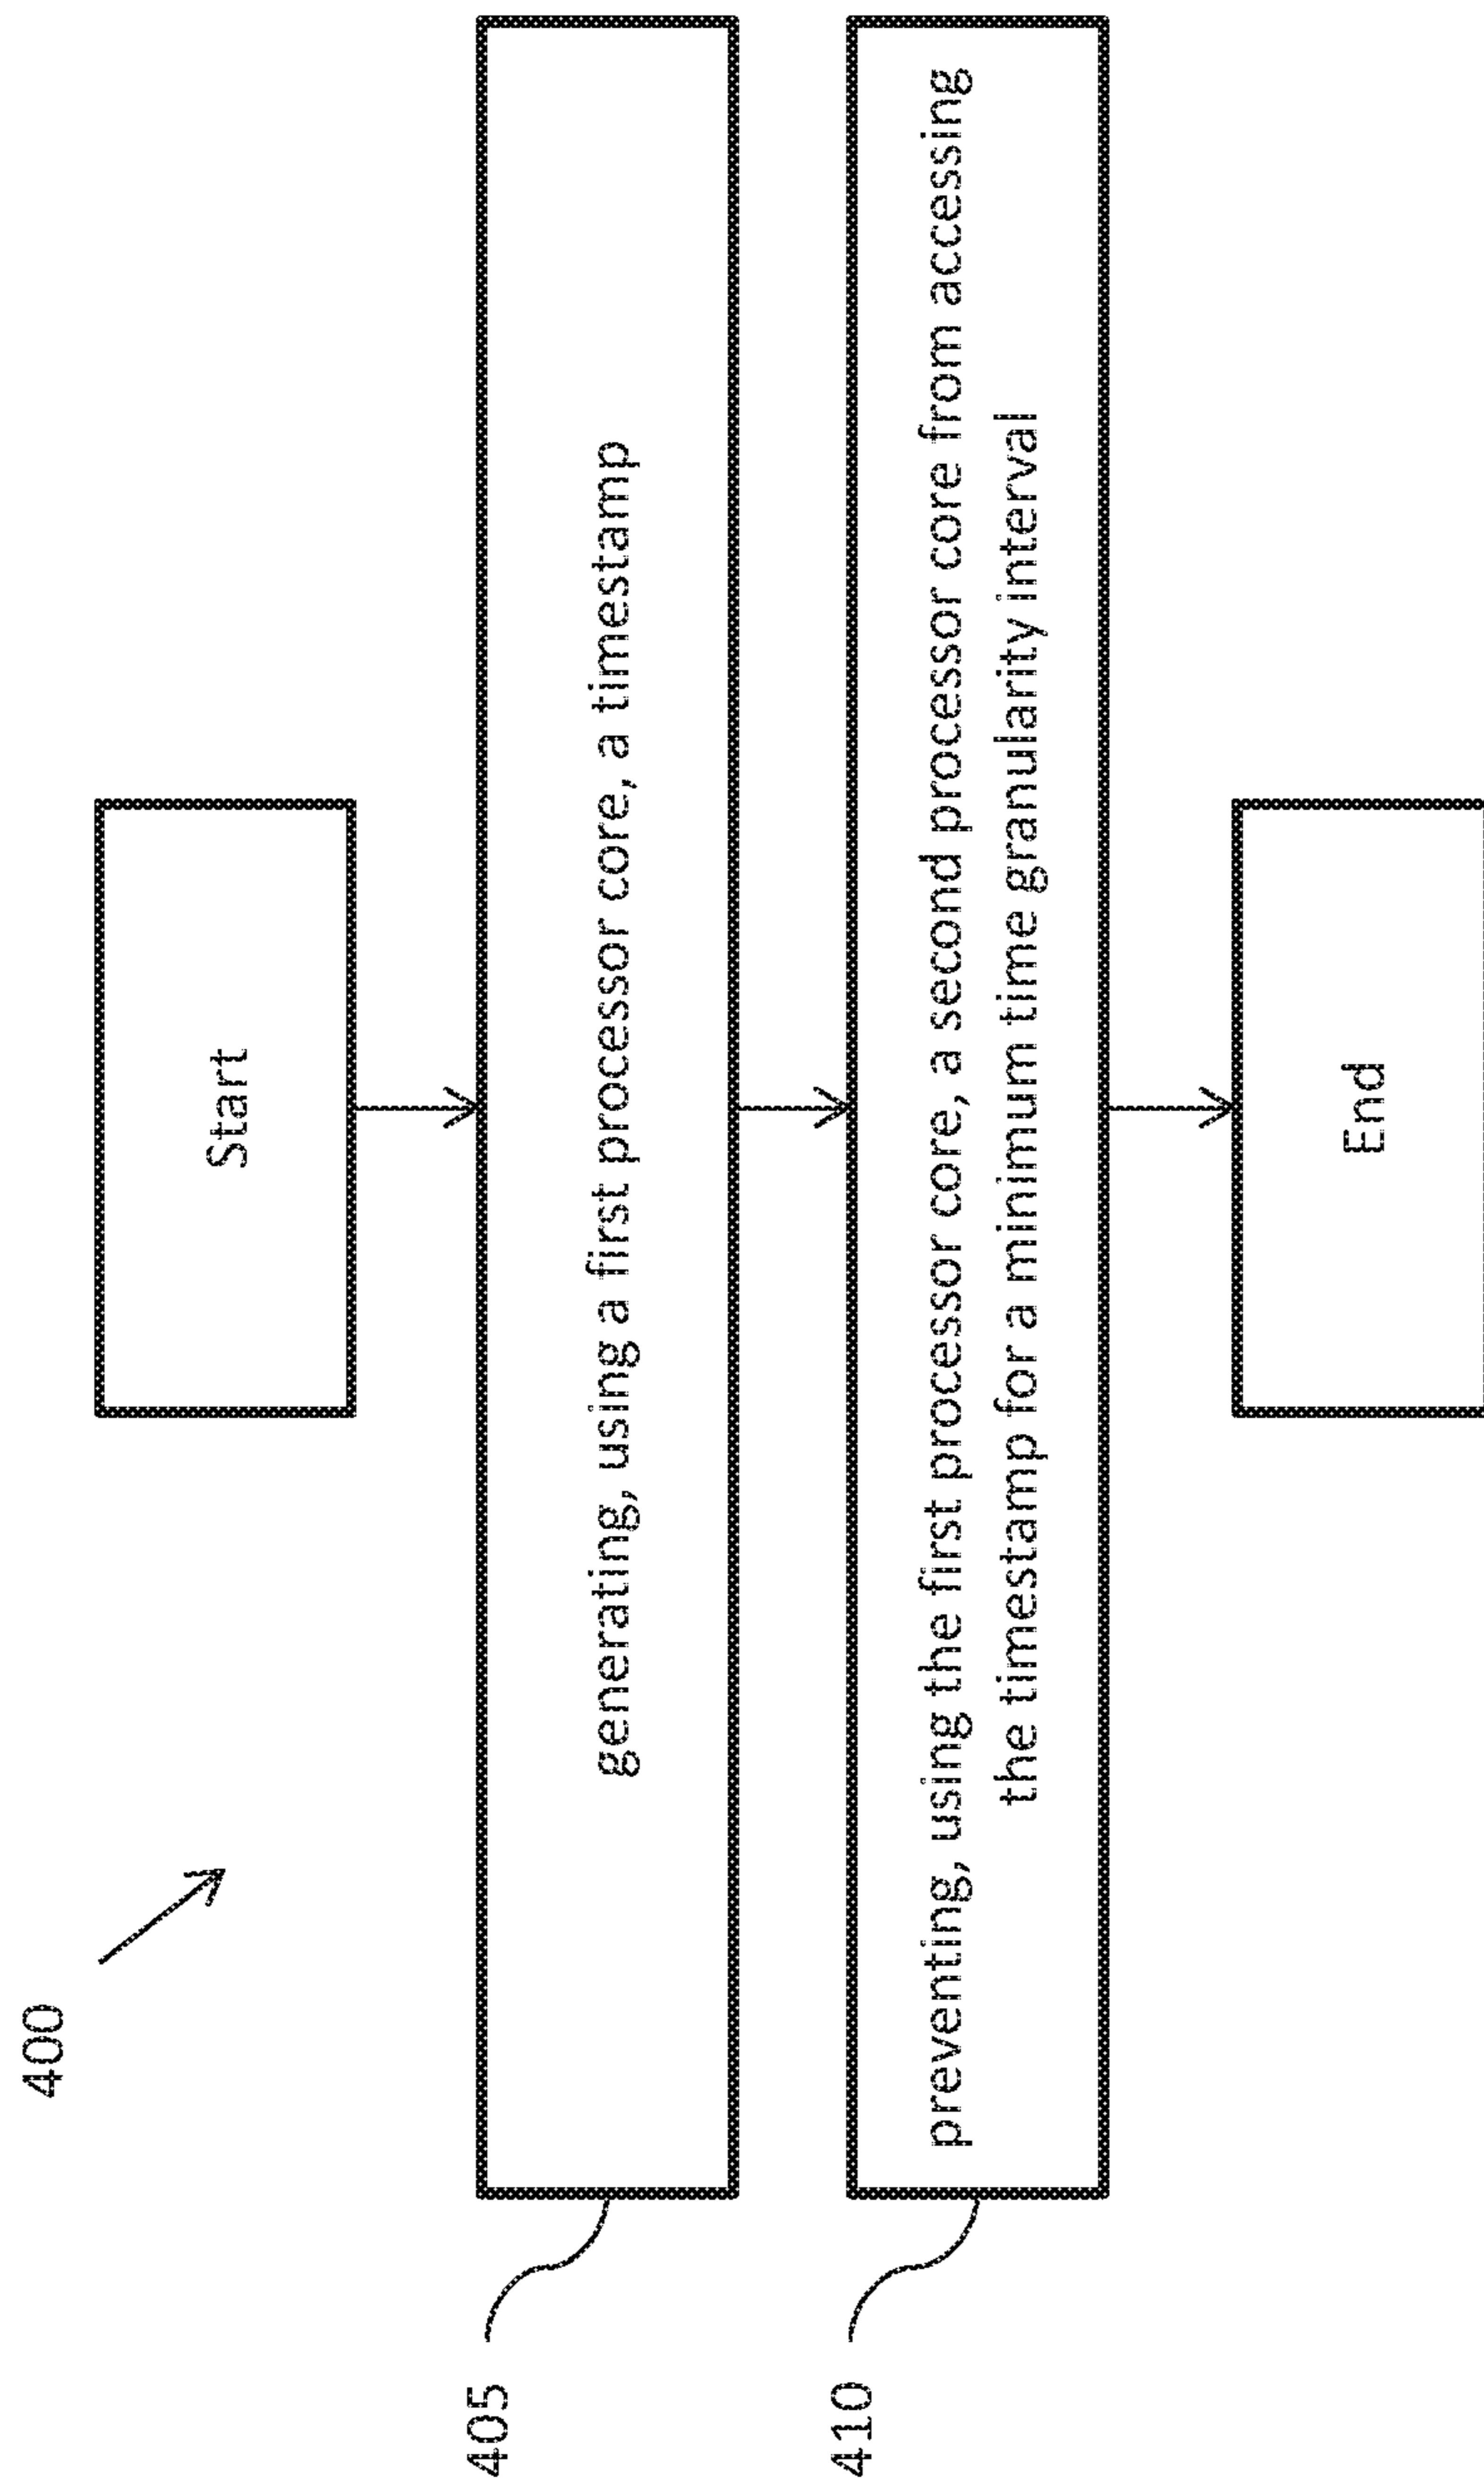 400
Start
405
generating, using a first processor core, a timestamp
410
preventing, using the first processor core, a second processor core from accessing
the timestamp for a minimum time granularity interval
End